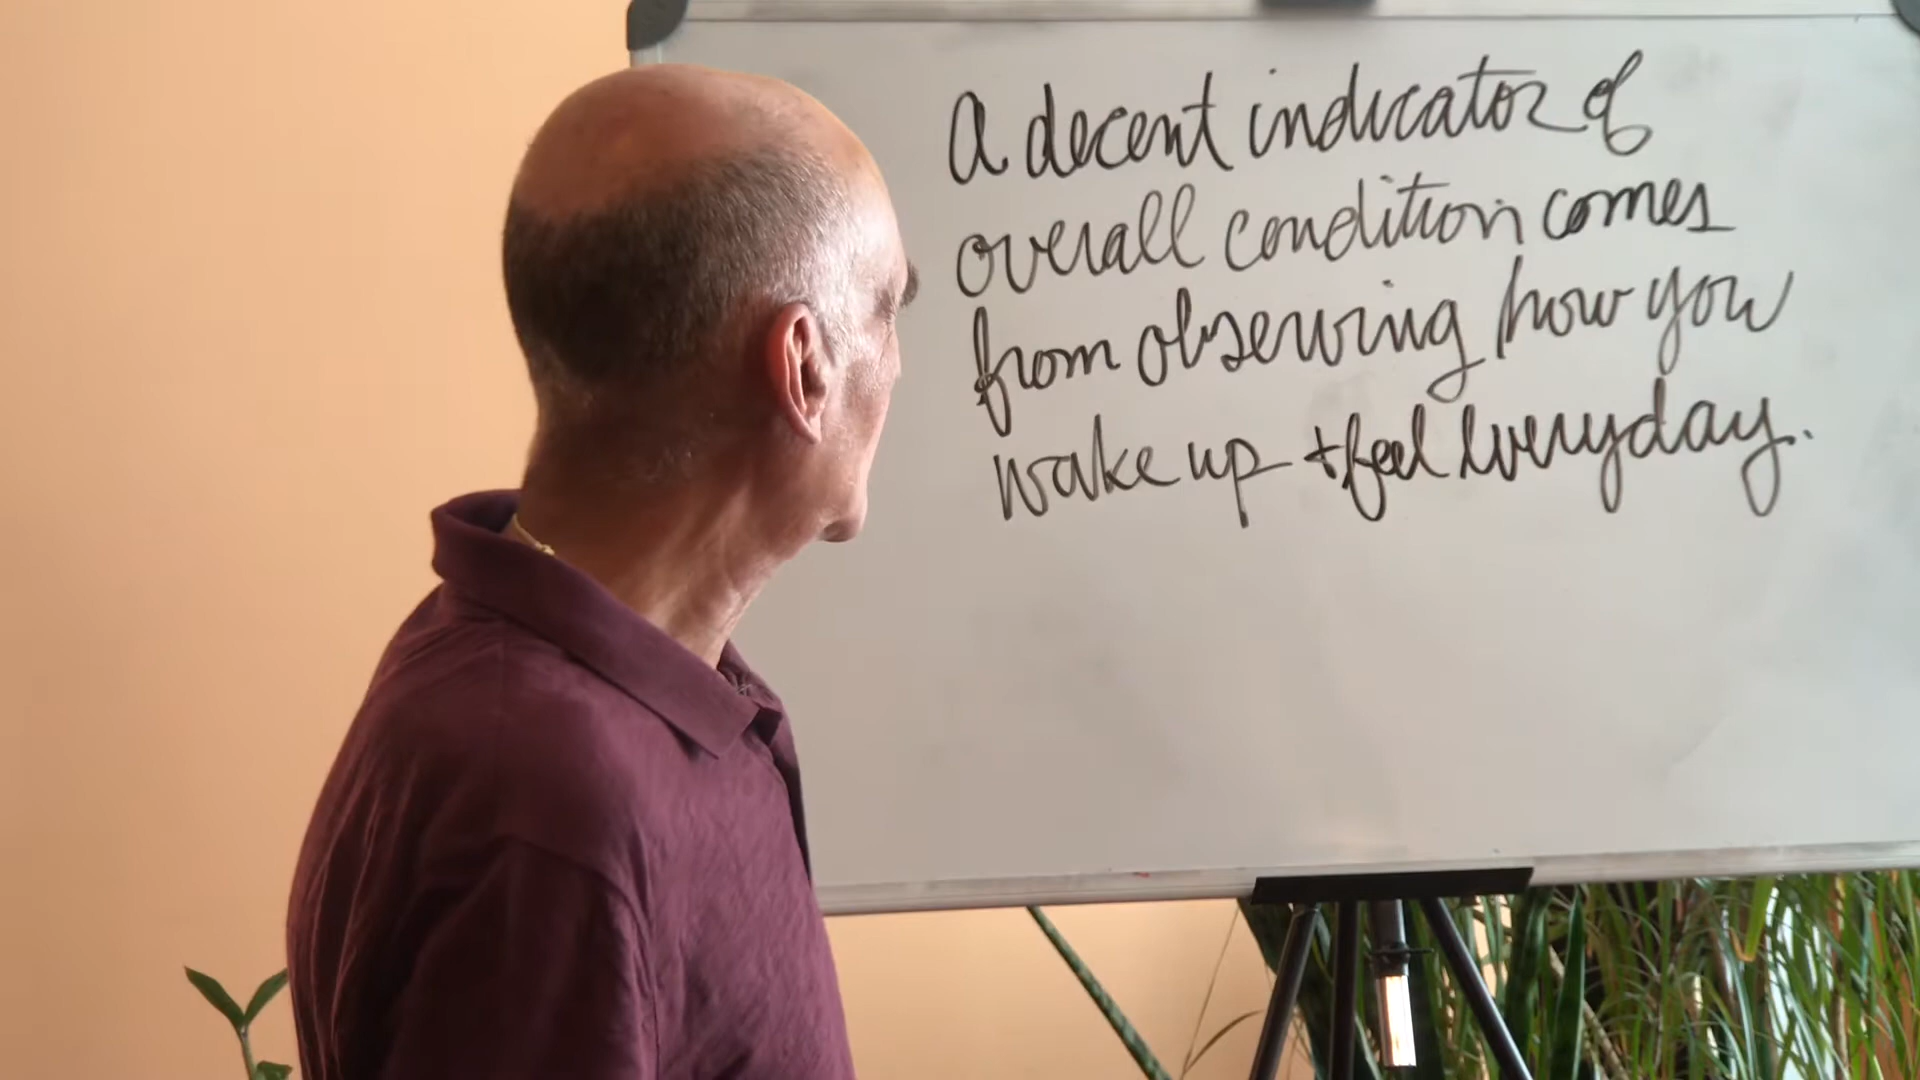 A decent indicator of
overall condition comes
from observing how you
wake up + feel everyday.